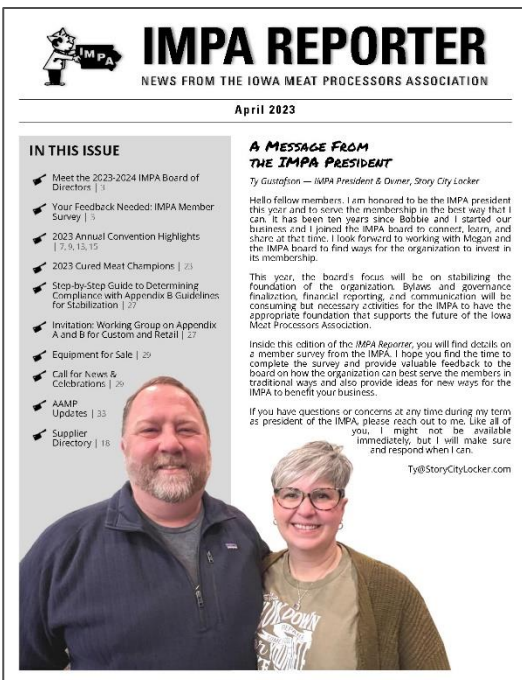 IMPA
IMPA REPORTER
NEWS FROM THE IOWA MEAT PROCESSORS ASSOCIATION
April 2023
IN THIS ISSUE
Meet the 2023-2024 IMPA Board of
Directors | 3
Your Feedback Needed: IMPA Member
Survey | 5
2023 Annual Convention Highlights
| 7, 9, 13, 15
2023 Cured Meat Champions | 23
Step-by-Step Guide to Determining
Compliance with Appendix B Guidelines
for Stabilization | 27
Invitation: Working Group on Appendix
A and B for Custom and Retail | 27
Equipment for Sale | 29
Call for News &
Celebrations | 29
AAMP
Updates | 33
Supplier
Directory | 18
A Message From
the IMPA President
Ty Gustafson — IMPA President & Owner, Story City Locker
Hello fellow members. I am honored to be the IMPA president
this year and to serve the membership in the best way that I
can. It has been ten years since Bobbie and I started our
business and I joined the IMPA board to connect, learn, and
share at that time. I look forward to working with Megan and
the IMPA board to find ways for the organization to invest in
its membership.
This year, the board's focus will be on stabilizing the
foundation of the organization. Bylaws and governance
finalization, financial reporting, and communication will be
consuming but necessary activities for the IMPA to have the
appropriate foundation that supports the future of the Iowa
Meat Processors Association.
Inside this edition of the IMPA Reporter, you will find details on
a member survey from the IMPA. I hope you find the time to
complete the survey and provide valuable feedback to the
board on how the organization can best serve the members in
traditional ways and also provide ideas for new ways for the
IMPA to benefit your business.
If you have questions or concerns at any time during my term
as president of the IMPA, please reach out to me. Like all of
you, I might not be available
immediately, but I will make sure
and respond when I can.
Ty@StoryCityLocker.com
DOWN